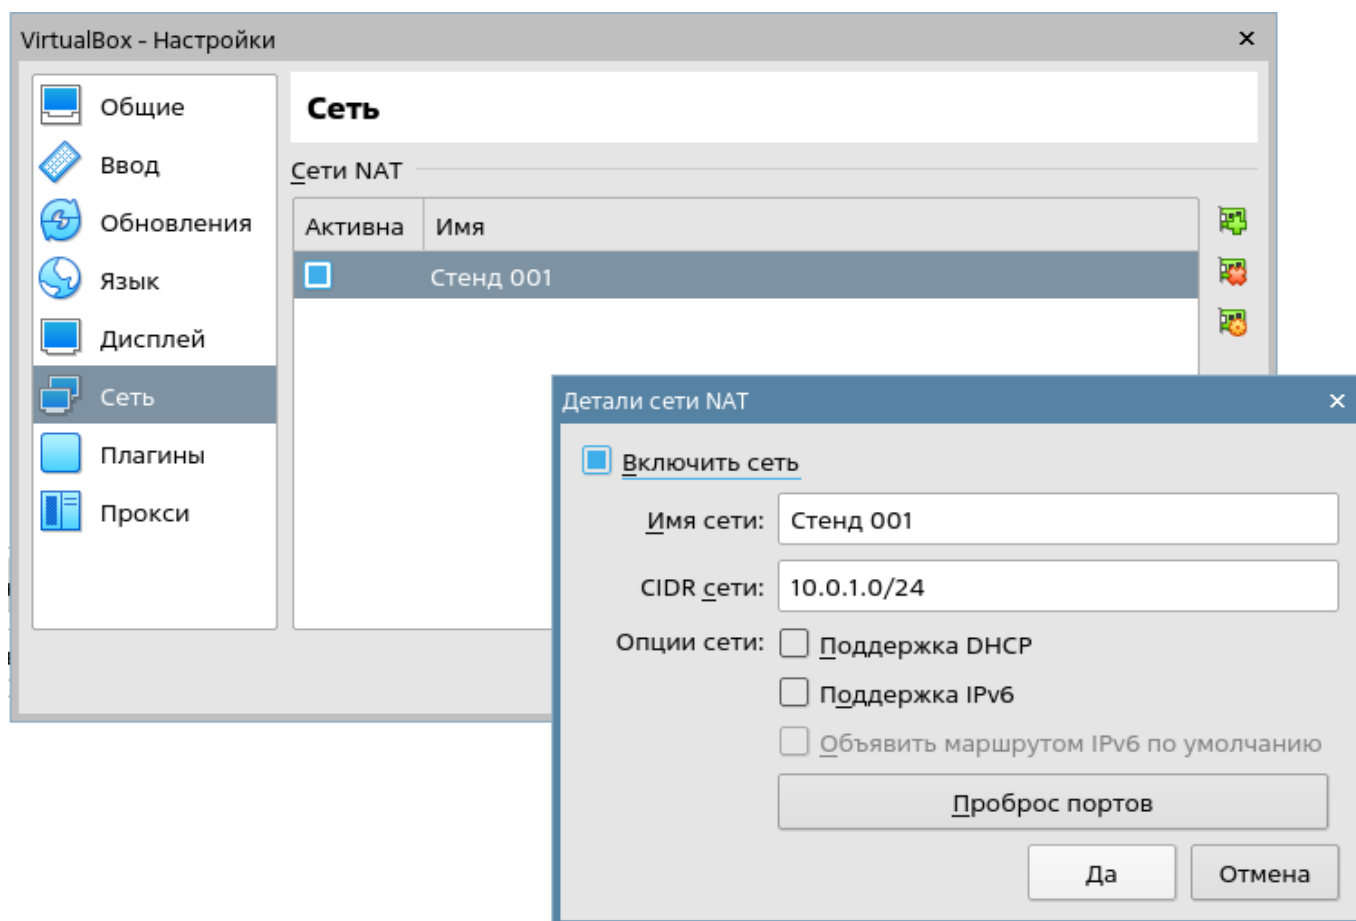 VirtualBox - Настройки
Общие
Ввод
Обновления
Язык
Дисплей
Сеть
Плагины
Прокси
Сеть
Сети NAT
Активна Имя
Стенд 001
Детали сети NAT
Включить сеть
Имя сети: Стенд 001
CIDR сети: 10.0.1.0/24
Опции сети: Поддержка DHCP
Поддержка IPv6
Объявить маршрутом IPv6 по умолчанию
Проброс портов
Да Отмена